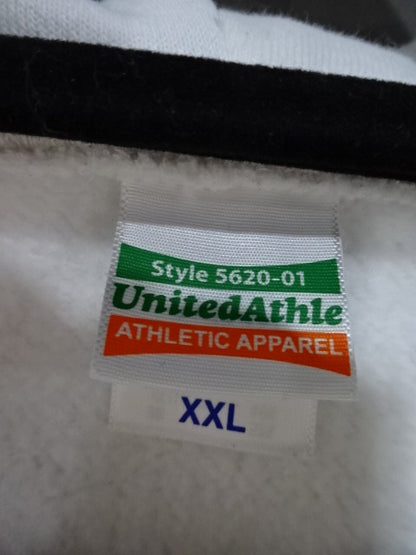 Style 5620-01
UnitedAthle
ATHLETIC APPAREL
XXL